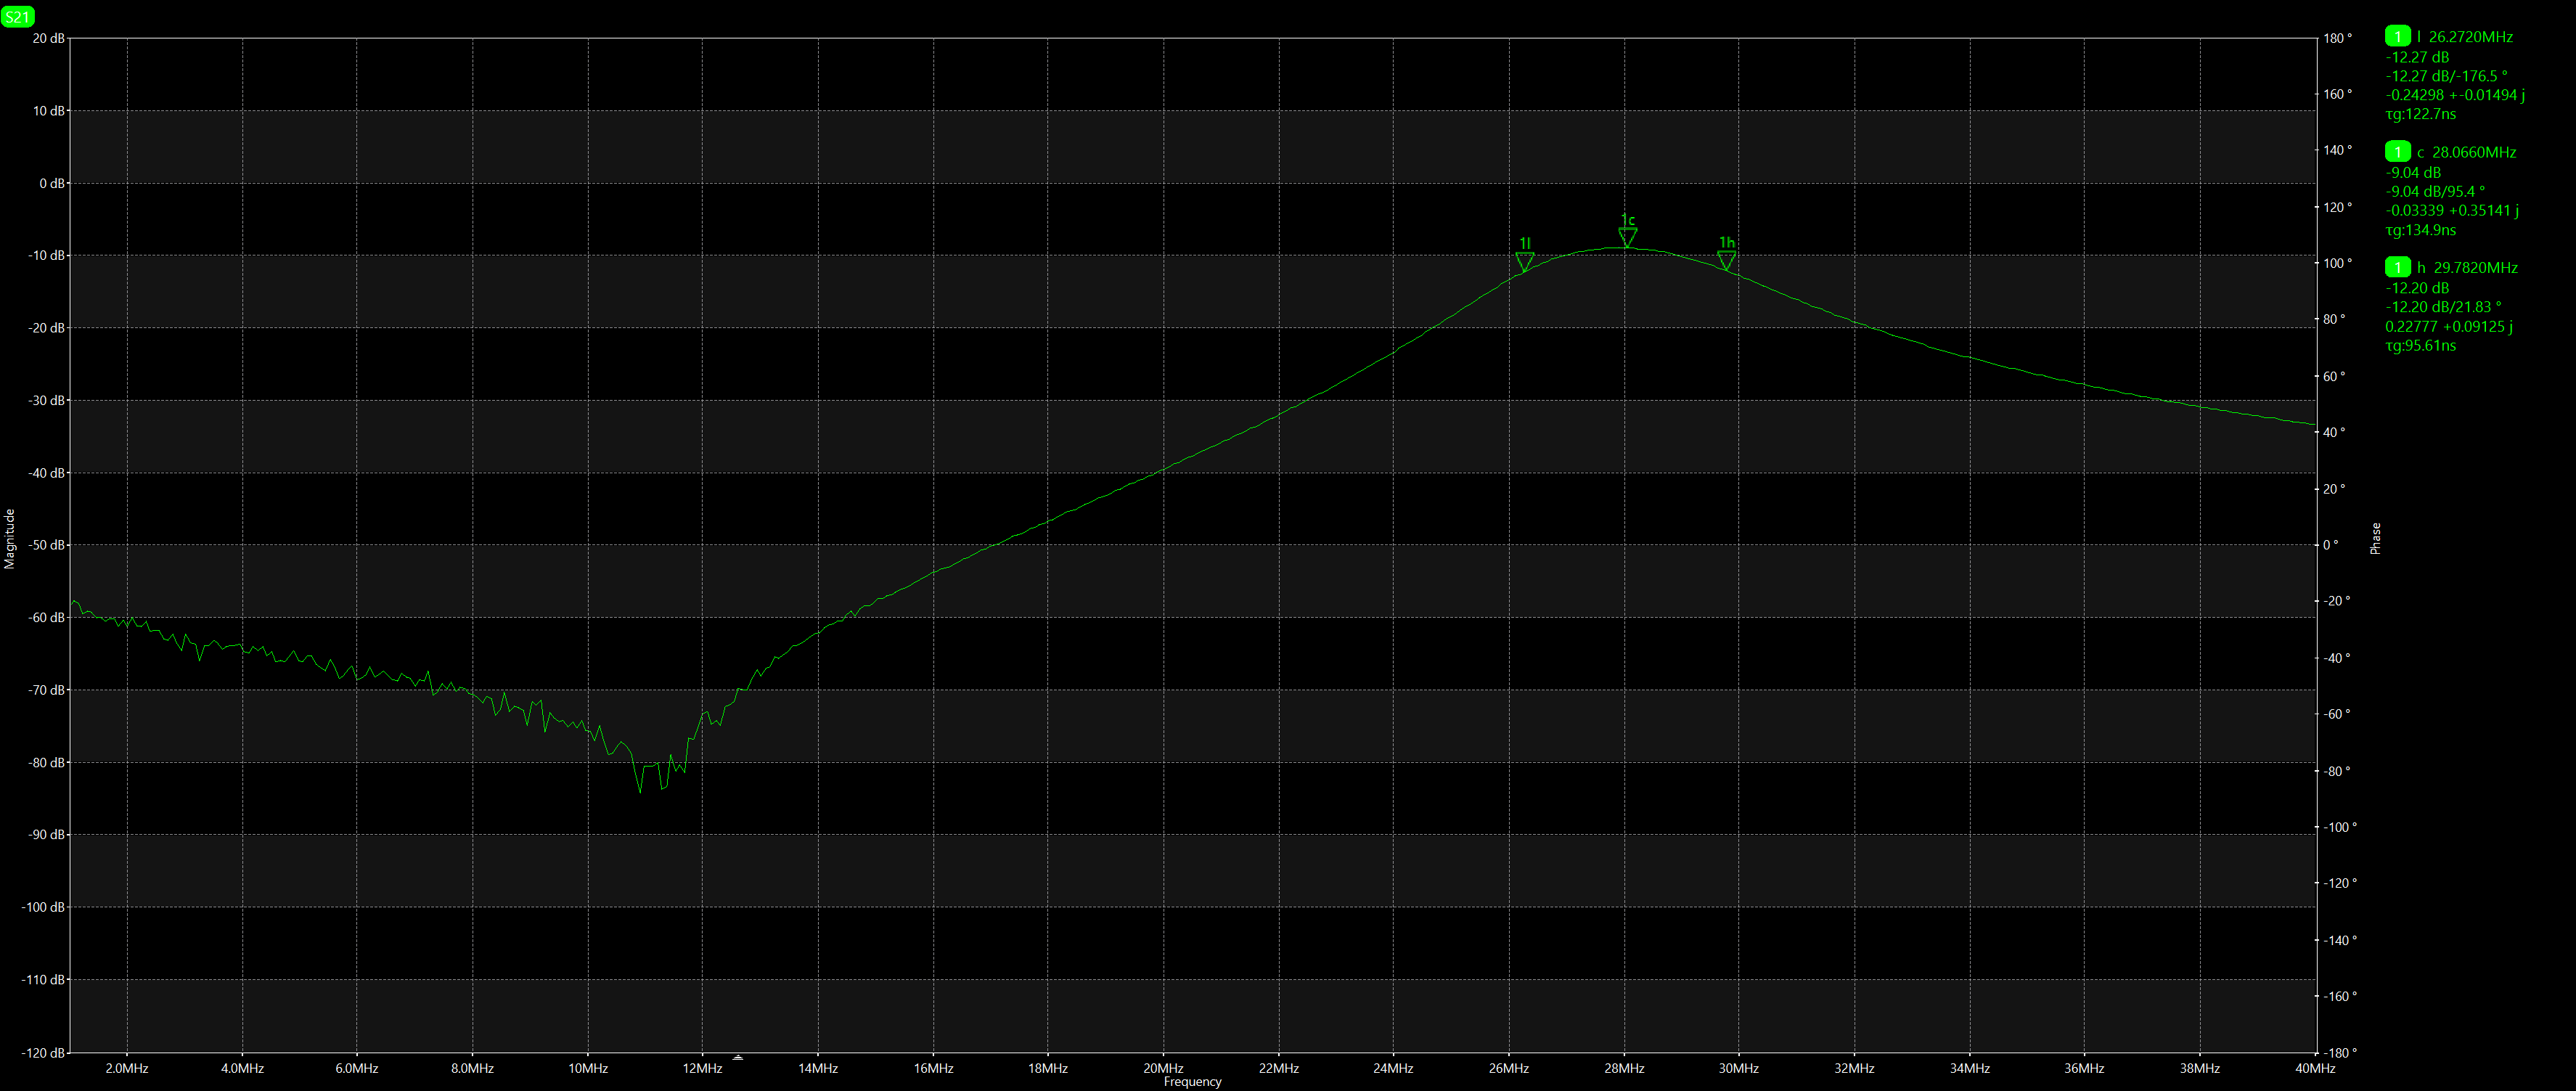 S21
20 dB
10 dB
0 dB
-10 dB
-20 dB
-30 dB
-40 dB
-50 dB
-60 dB
-70 dB
-80 dB
-90 dB
-100 dB
-110 dB
-120 dB
Magnitude
1l
1c
1h
2.0MHz 4.0MHz 6.0MHz 8.0MHz 10MHz 12MHz 14MHz 16MHz 18MHz 20MHz 22MHz 24MHz 26MHz 28MHz 30MHz 32MHz 34MHz 36MHz 38MHz 40MHz
Frequency
180 °
160 °
140 °
120 °
100 °
80 °
60 °
40 °
20 °
0 °
-20 °
-40 °
-60 °
-80 °
-100 °
-120 °
-140 °
-160 °
-180 °
Phase
1 l 26.2720MHz
-12.27 dB
-12.27 dB/-176.5 °
-0.24298 +-0.01494 j
τg:122.7ns
1 c 28.0660MHz
-9.04 dB
-9.04 dB/95.4 °
-0.03339 +0.35141 j
τg:134.9ns
1 h 29.7820MHz
-12.20 dB
-12.20 dB/21.83 °
0.22777 +0.09125 j
τg:95.61ns